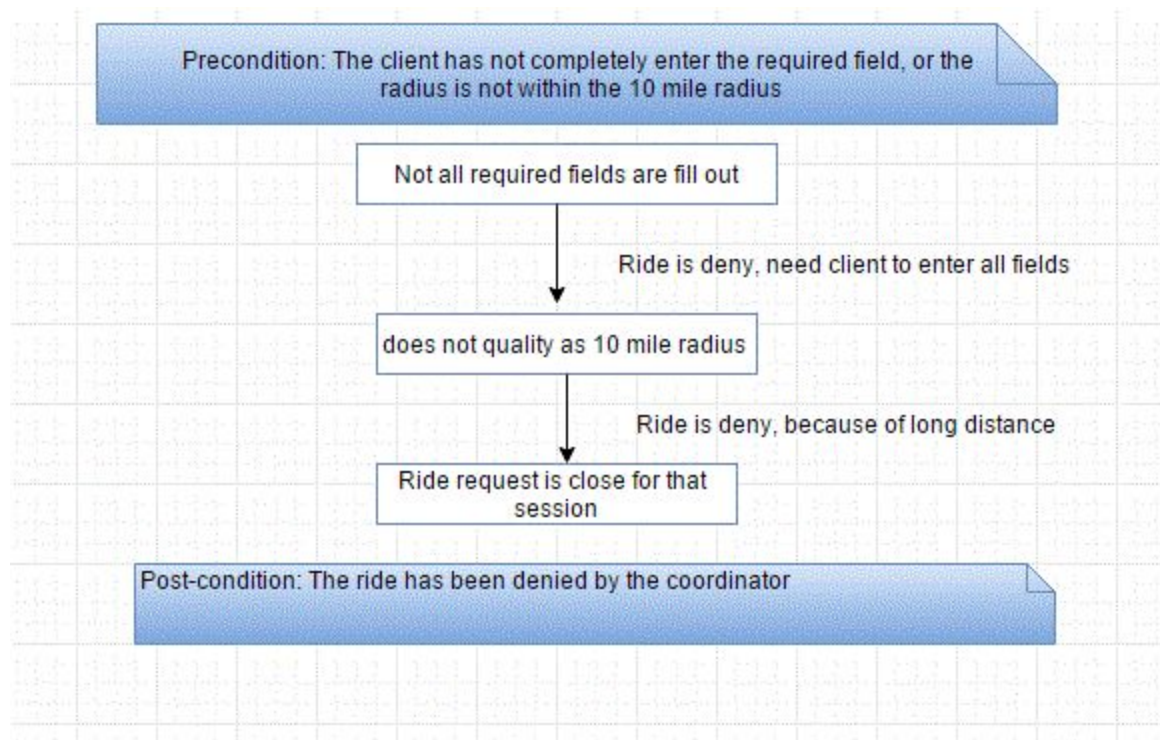 Precondition: The client has not completely enter the required field, or the
radius is not within the 10 mile radius
Not all required fields are fill out
Ride is deny, need client to enter all fields
does not quality as 10 mile radius
Ride is deny, because of long distance
Ride request is close for that
session
Post-condition: The ride has been denied by the coordinator